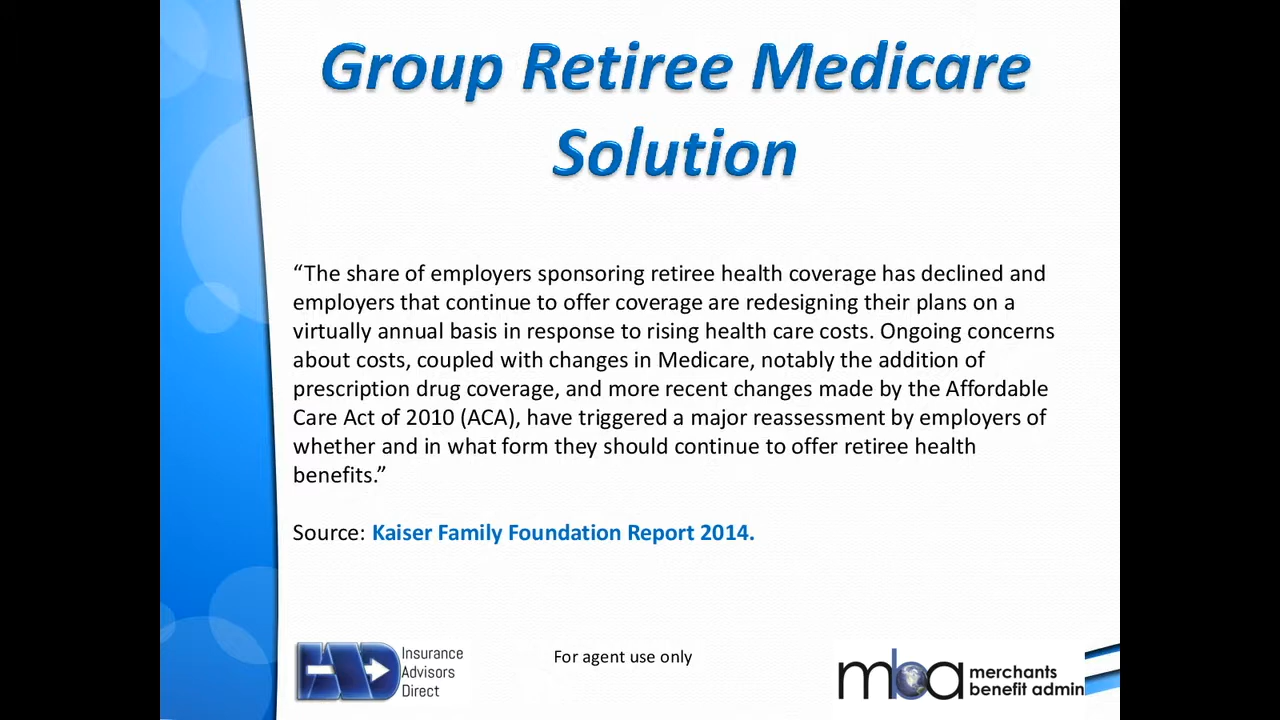 Group Retiree Medicare
Solution
“The share of employers sponsoring retiree health coverage has declined and
employers that continue to offer coverage are redesigning their plans on a
virtually annual basis in response to rising health care costs. Ongoing concerns
about costs, coupled with changes in Medicare, notably the addition of
prescription drug coverage, and more recent changes made by the Affordable
Care Act of 2010 (ACA), have triggered a major reassessment by employers of
whether and in what form they should continue to offer retiree health
benefits.”
Source: Kaiser Family Foundation Report 2014.
IAD
Insurance
Advisors
Direct
For agent use only
mba
merchants
benefit admin